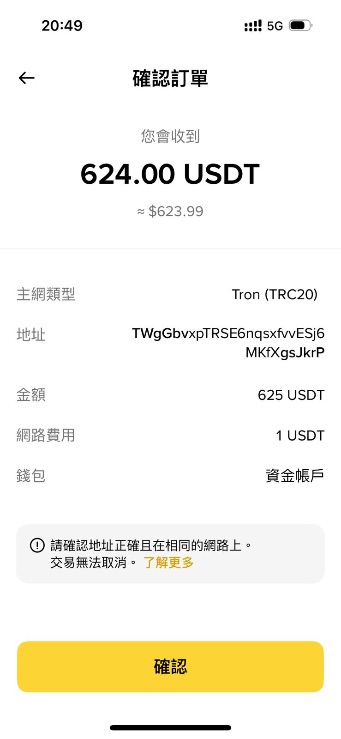 20:49
5G
確認訂單
您會收到
624.00 USDT
≈ $623.99
主網類型 Tron (TRC20)
地址 TWgGbvxpTRSE6nqsxfvvESj6
MKfXgsJkrP
金額 625 USDT
網路費用 1 USDT
錢包 資金帳戶
請確認地址正確且在相同的網路上。
交易無法取消。 了解更多
確認